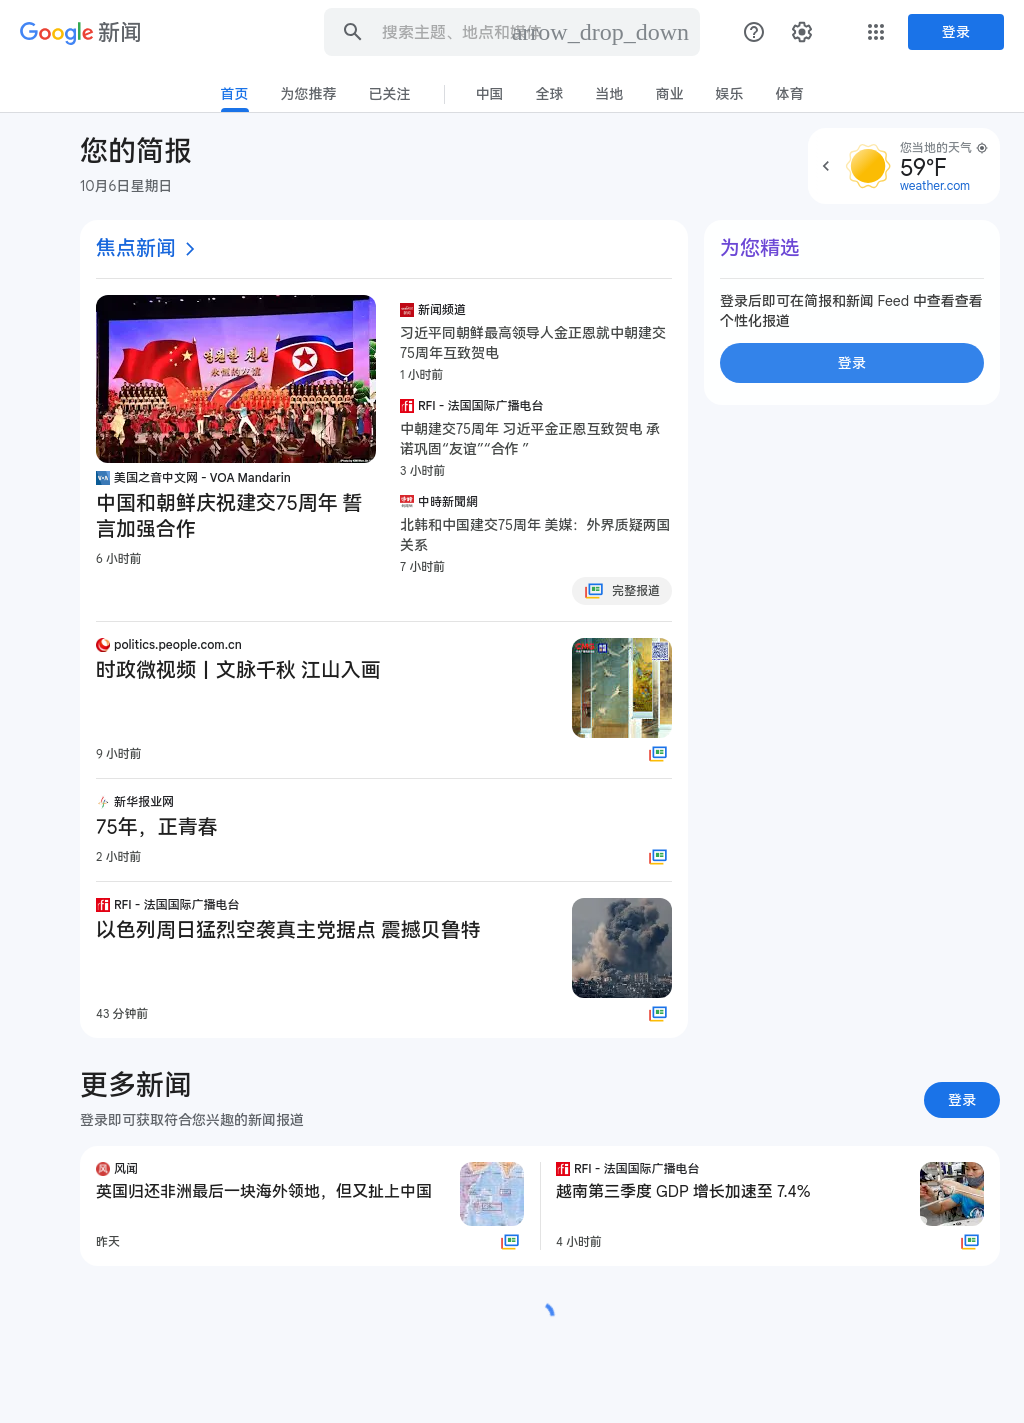 Google 新闻
搜索主题、地点和媒体
arrow_drop_down
登录
首页
为您推荐
已关注
中国
全球
当地
商业
娱乐
体育
您的简报
10月6日星期日
您当地的天气
59°F
weather.com
焦点新闻
美国之音中文网 - VOA Mandarin
中国和朝鲜庆祝建交75周年 誓
言加强合作
6 小时前
新闻频道
习近平同朝鲜最高领导人金正恩就中朝建交
75周年互致贺电
1 小时前
RFI - 法国国际广播电台
中朝建交75周年 习近平金正恩互致贺电 承
诺巩固“友谊”“合作 ”
3 小时前
中時新聞網
北韩和中国建交75周年 美媒：外界质疑两国
关系
7 小时前
完整报道
politics.people.com.cn
时政微视频丨文脉千秋 江山入画
9 小时前
新华报业网
75年，正青春
2 小时前
RFI - 法国国际广播电台
以色列周日猛烈空袭真主党据点 震撼贝鲁特
43 分钟前
为您精选
登录后即可在简报和新闻 Feed 中查看查看
个性化报道
登录
更多新闻
登录即可获取符合您兴趣的新闻报道
登录
风闻
英国归还非洲最后一块海外领地，但又扯上中国
昨天
RFI - 法国国际广播电台
越南第三季度 GDP 增长加速至 7.4%
4 小时前